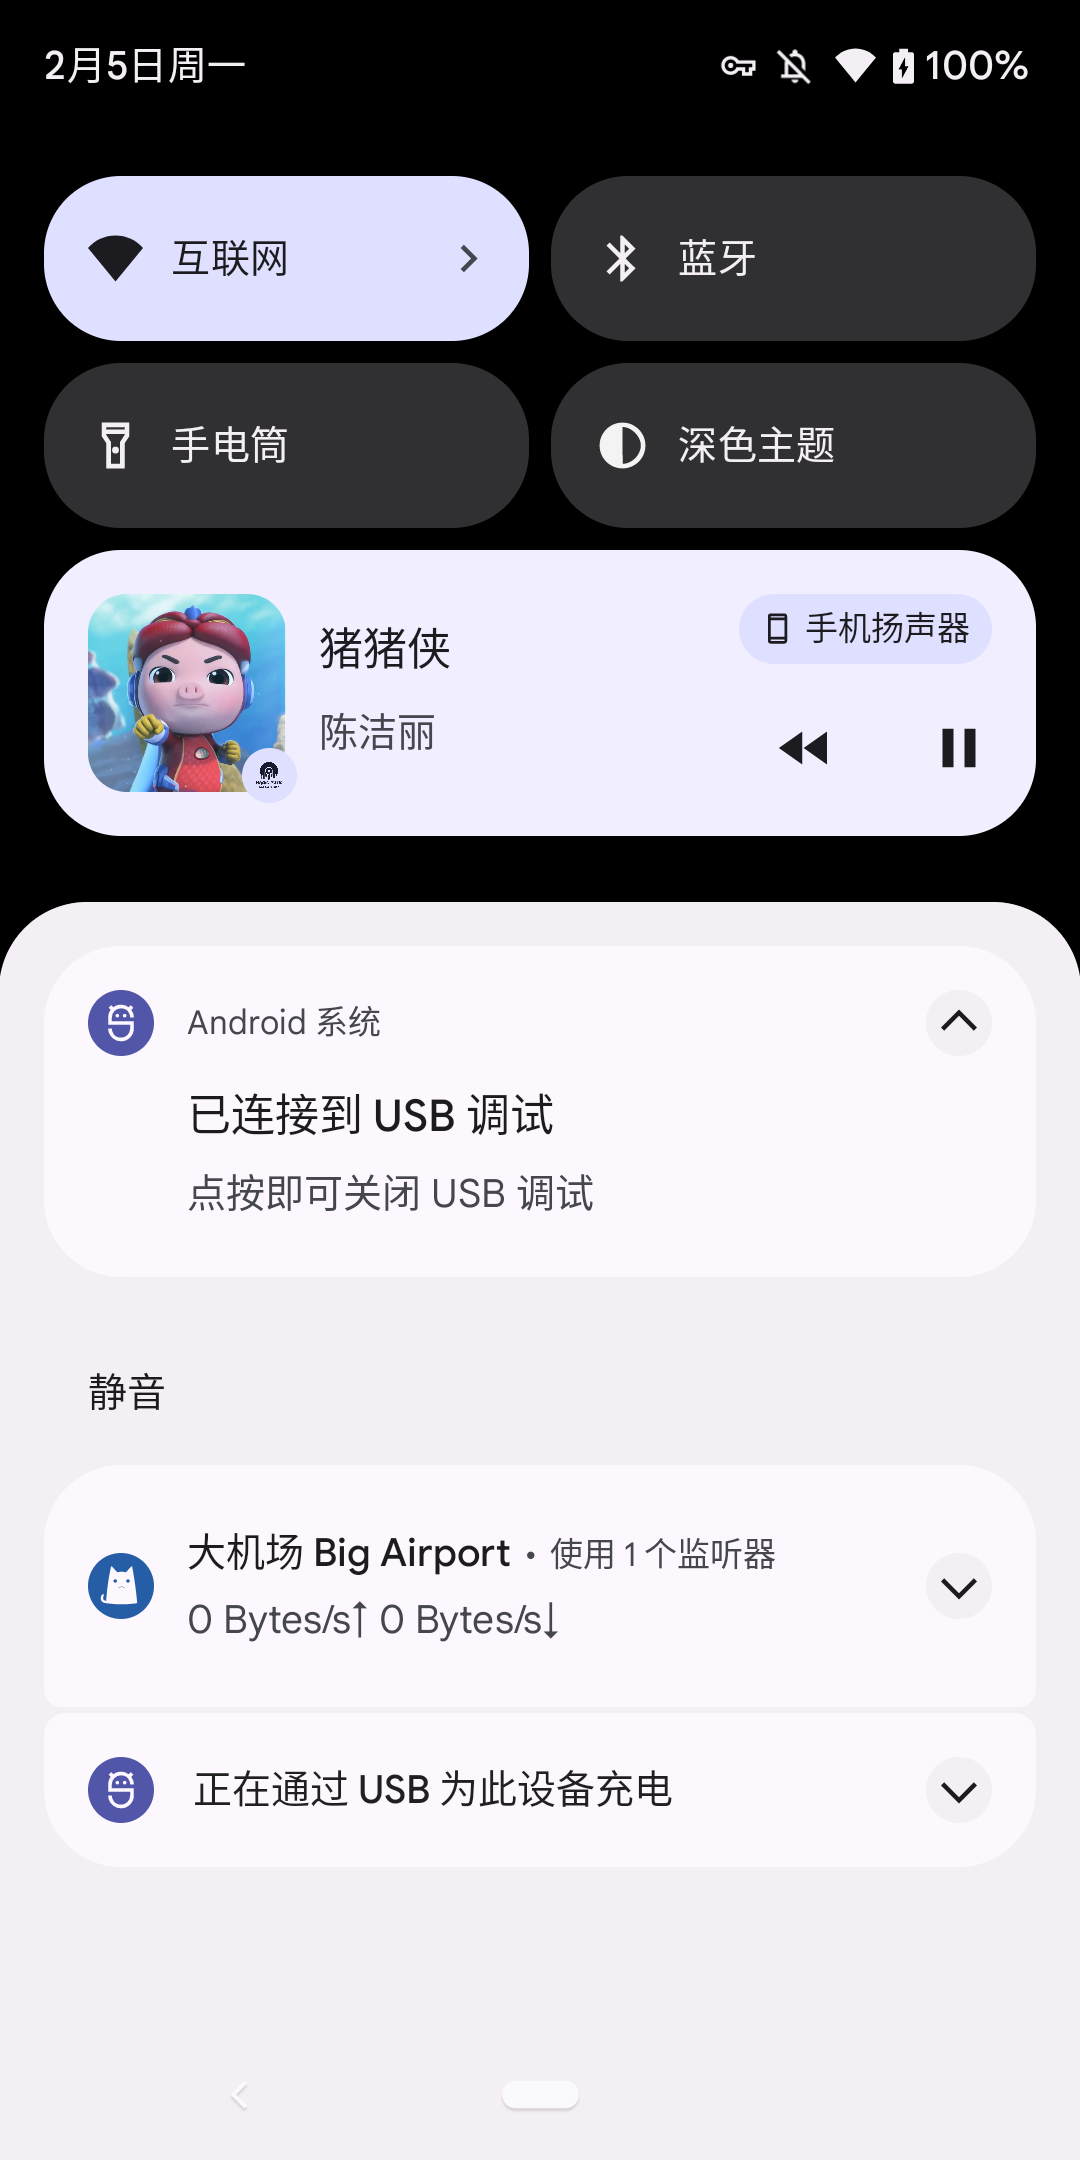 2月5日周一
100%
互联网
蓝牙
手电筒
深色主题
猪猪侠
手机扬声器
陈洁丽
Android 系统
已连接到 USB 调试
点按即可关闭 USB 调试
静音
大机场 Big Airport • 使用 1 个监听器
0 Bytes/s↑ 0 Bytes/s↓
正在通过 USB 为此设备充电